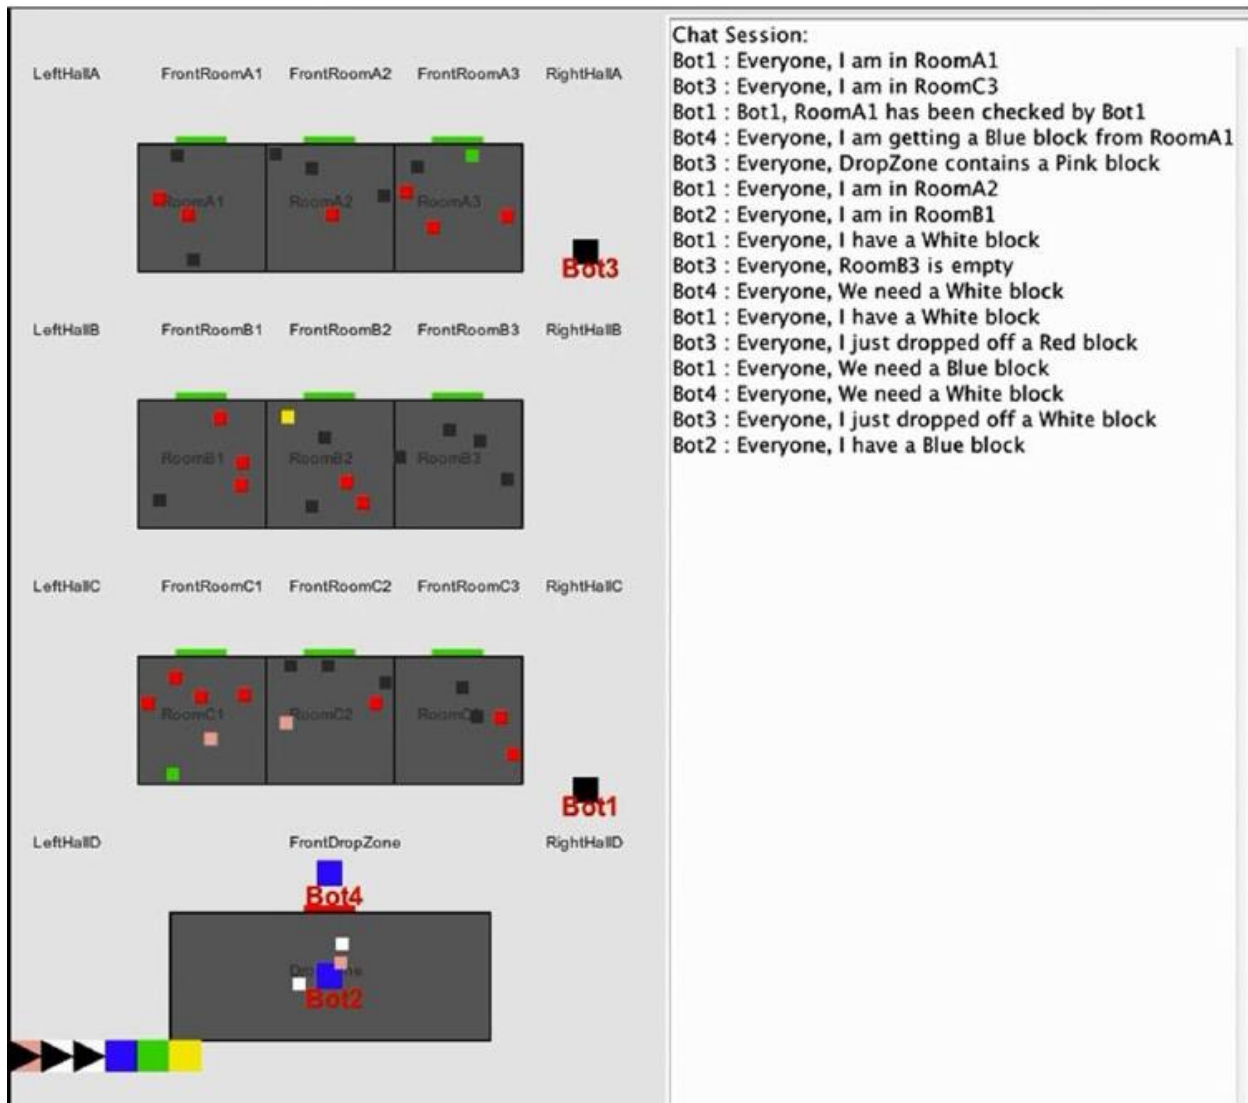 LeftHallA FrontRoomA1 FrontRoomA2 FrontRoomA3 RightHallA
RoomA1 RoomA2 RoomA3
Bot3
LeftHallB FrontRoomB1 FrontRoomB2 FrontRoomB3 RightHallB
RoomB1 RoomB2 RoomB3
LeftHallC FrontRoomC1 FrontRoomC2 FrontRoomC3 RightHallC
RoomC1 RoomC2
Bot1
LeftHallD FrontDropZone RightHallD
Bot4
Bot2
Chat Session:
Bot1 : Everyone, I am in RoomA1
Bot3 : Everyone, I am in RoomC3
Bot1 : Bot1, RoomA1 has been checked by Bot1
Bot4 : Everyone, I am getting a Blue block from RoomA1
Bot3 : Everyone, DropZone contains a Pink block
Bot1 : Everyone, I am in RoomA2
Bot2 : Everyone, I am in RoomB1
Bot1 : Everyone, I have a White block
Bot3 : Everyone, RoomB3 is empty
Bot4 : Everyone, We need a White block
Bot1 : Everyone, I have a White block
Bot3 : Everyone, I just dropped off a Red block
Bot1 : Everyone, We need a Blue block
Bot4 : Everyone, We need a White block
Bot3 : Everyone, I just dropped off a White block
Bot2 : Everyone, I have a Blue block